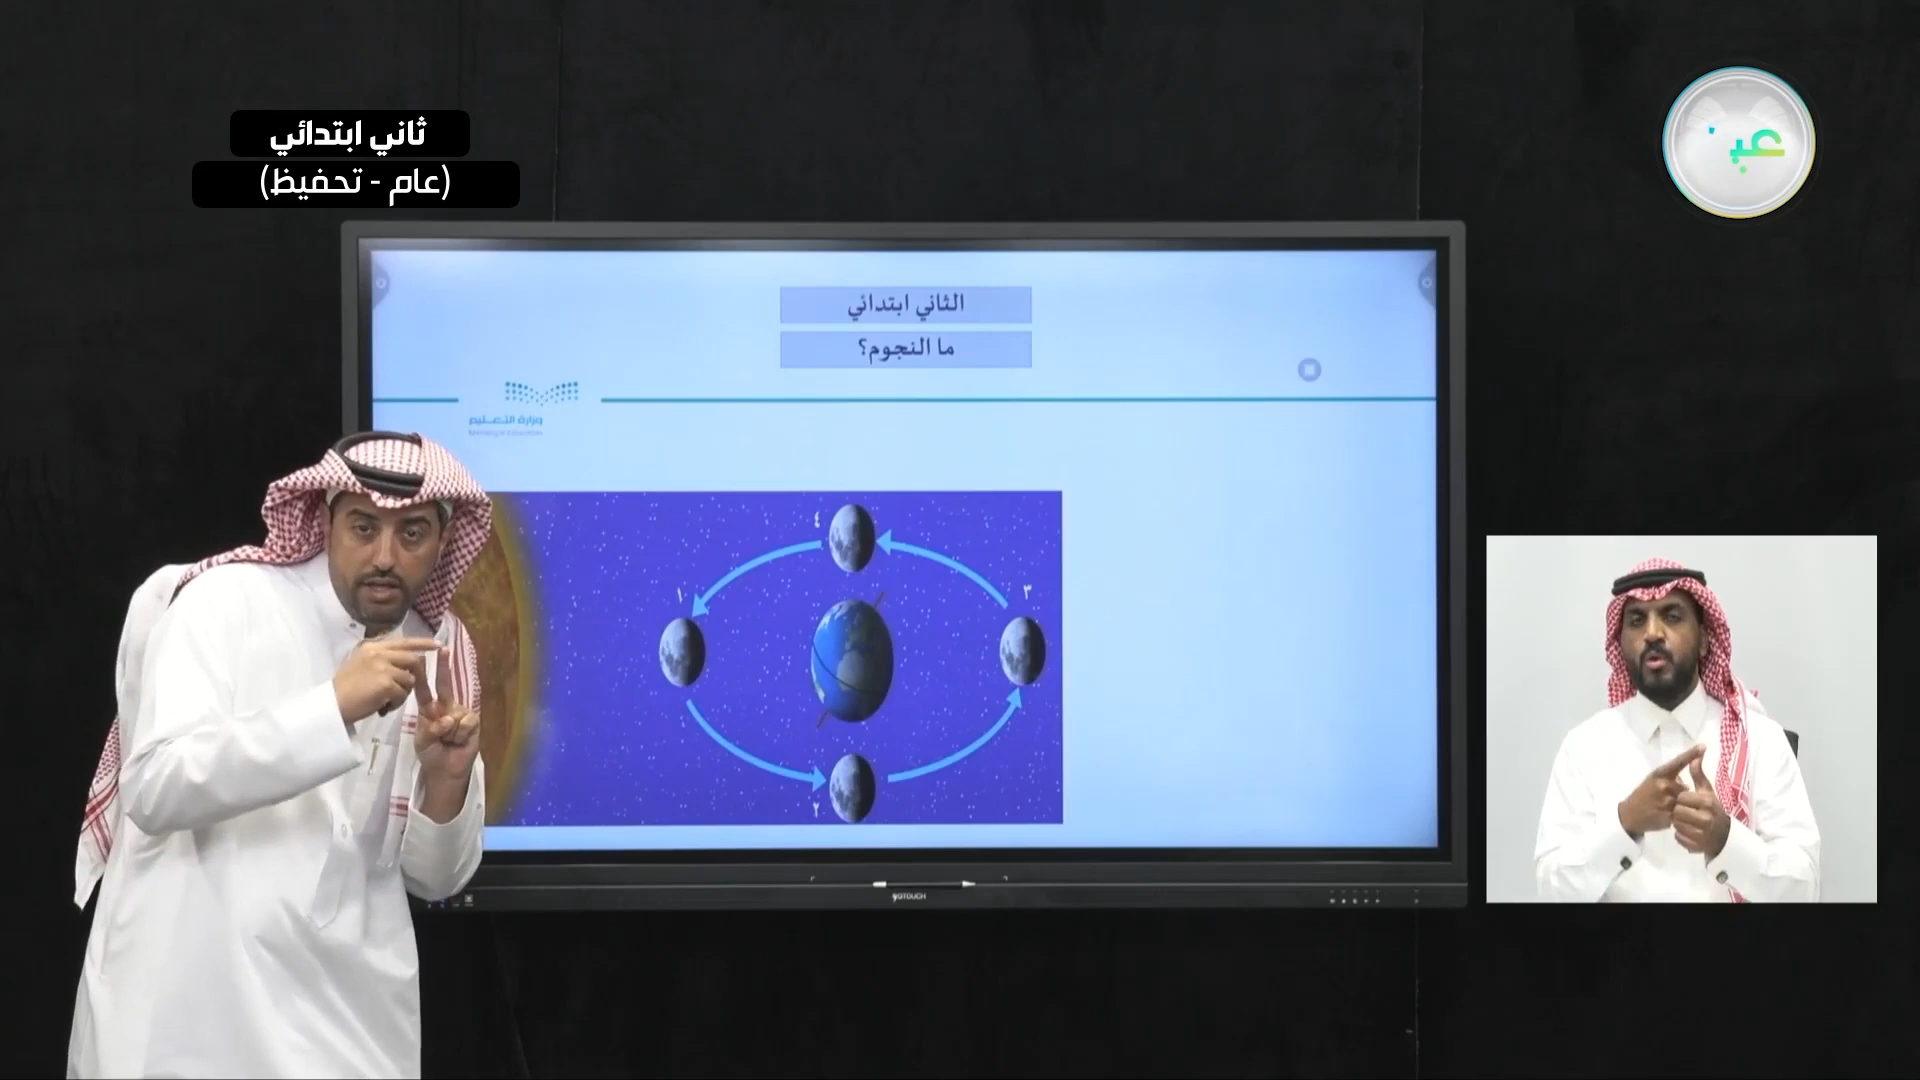 ثاني ابتدائي
(عام - تحفيظ)
عين
الثاني ابتدائي
ما النجوم؟
وزارة التعليم
Ministry of Education
٤
١
٣
٢